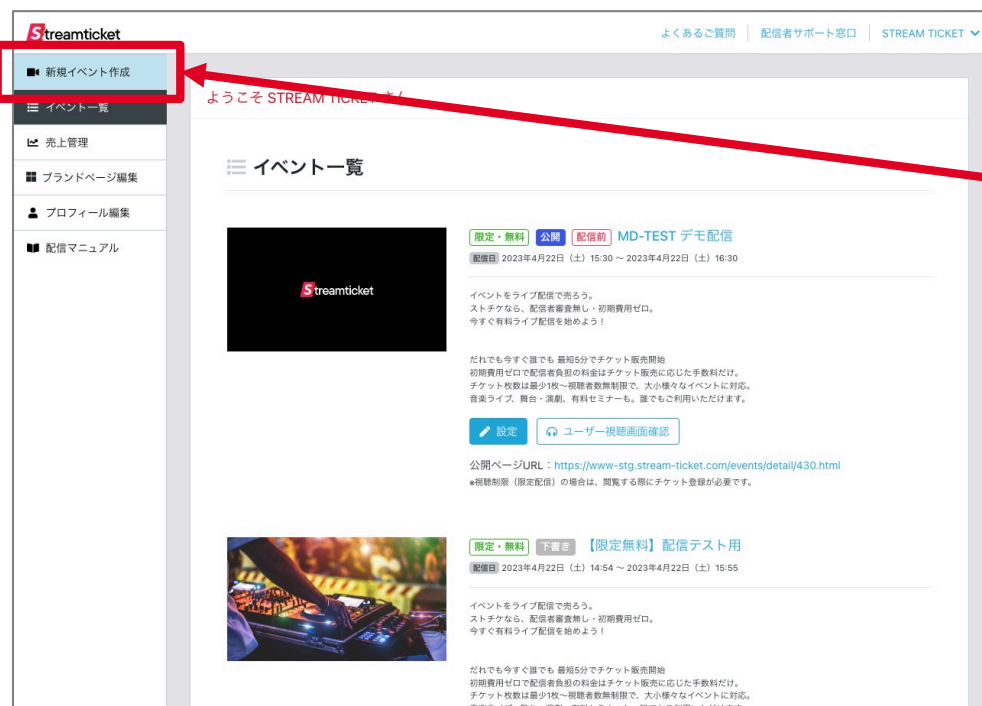 Streamticket
よくあるご質問
配信者サポート窓口
STREAM TICKET
新規イベント作成
イベント一覧
売上管理
ブランドページ編集
プロフィール編集
配信マニュアル
ようこそ STREAM TICKET さん
イベント一覧
Streamticket
限定・無料 公開 配信前 MD-TEST デモ配信
配信日 2023年4月22日（土）15:30 ～ 2023年4月22日（土）16:30
イベントをライブ配信で売ろう。
ストチケなら、配信者審査無し・初期費用ゼロ。
今すぐ有料ライブ配信を始めよう！
だれでも今すぐ誰でも 最短5分でチケット販売開始
初期費用ゼロで配信者負担の料金はチケット販売に応じた手数料だけ。
チケット枚数は最少1枚〜視聴者数無制限で、大小様々なイベントに対応。
音楽ライブ、舞台・演劇、有料セミナーも。誰でもご利用いただけます。
設定
ユーザー視聴画面確認
公開ページURL：https://www-stg.stream-ticket.com/events/detail/430.html
※視聴制限（限定配信）の場合は、閲覧する際にチケット登録が必要です。
限定・無料 下書き 【限定無料】配信テスト用
配信日 2023年4月22日（土）14:54 ～ 2023年4月22日（土）15:55
イベントをライブ配信で売ろう。
ストチケなら、配信者審査無し・初期費用ゼロ。
今すぐ有料ライブ配信を始めよう！
だれでも今すぐ誰でも 最短5分でチケット販売開始
初期費用ゼロで配信者負担の料金はチケット販売に応じた手数料だけ。
チケット枚数は最少1枚〜視聴者数無制限で、大小様々なイベントに対応。